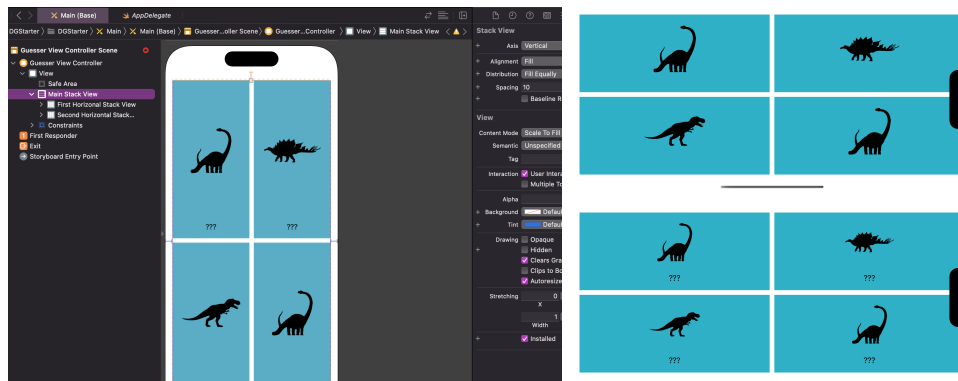 Main (Base)
AppDelegate
DGStarter
DGStarter
Main
Main (Base)
Guesser...oller Scene
Guesser...Controller
View
Main Stack View
Guesser View Controller Scene
Guesser View Controller
View
Safe Area
Main Stack View
First Horizonal Stack View
Second Horizontal Stack...
Constraints
First Responder
Exit
Storyboard Entry Point
???
???
Stack View
Axis Vertical
Alignment Fill
Distribution Fill Equally
Spacing 10
Baseline R
View
Content Mode Scale To Fill
Semantic Unspecified
Tag
Interaction User Intera
Multiple To
Alpha
Background Defau
Tint Defau
Drawing Opaque
Hidden
Clears Gra
Clips to Bo
Autoresize
Stretching 0
X
1
Width
Installed
???
???
???
???